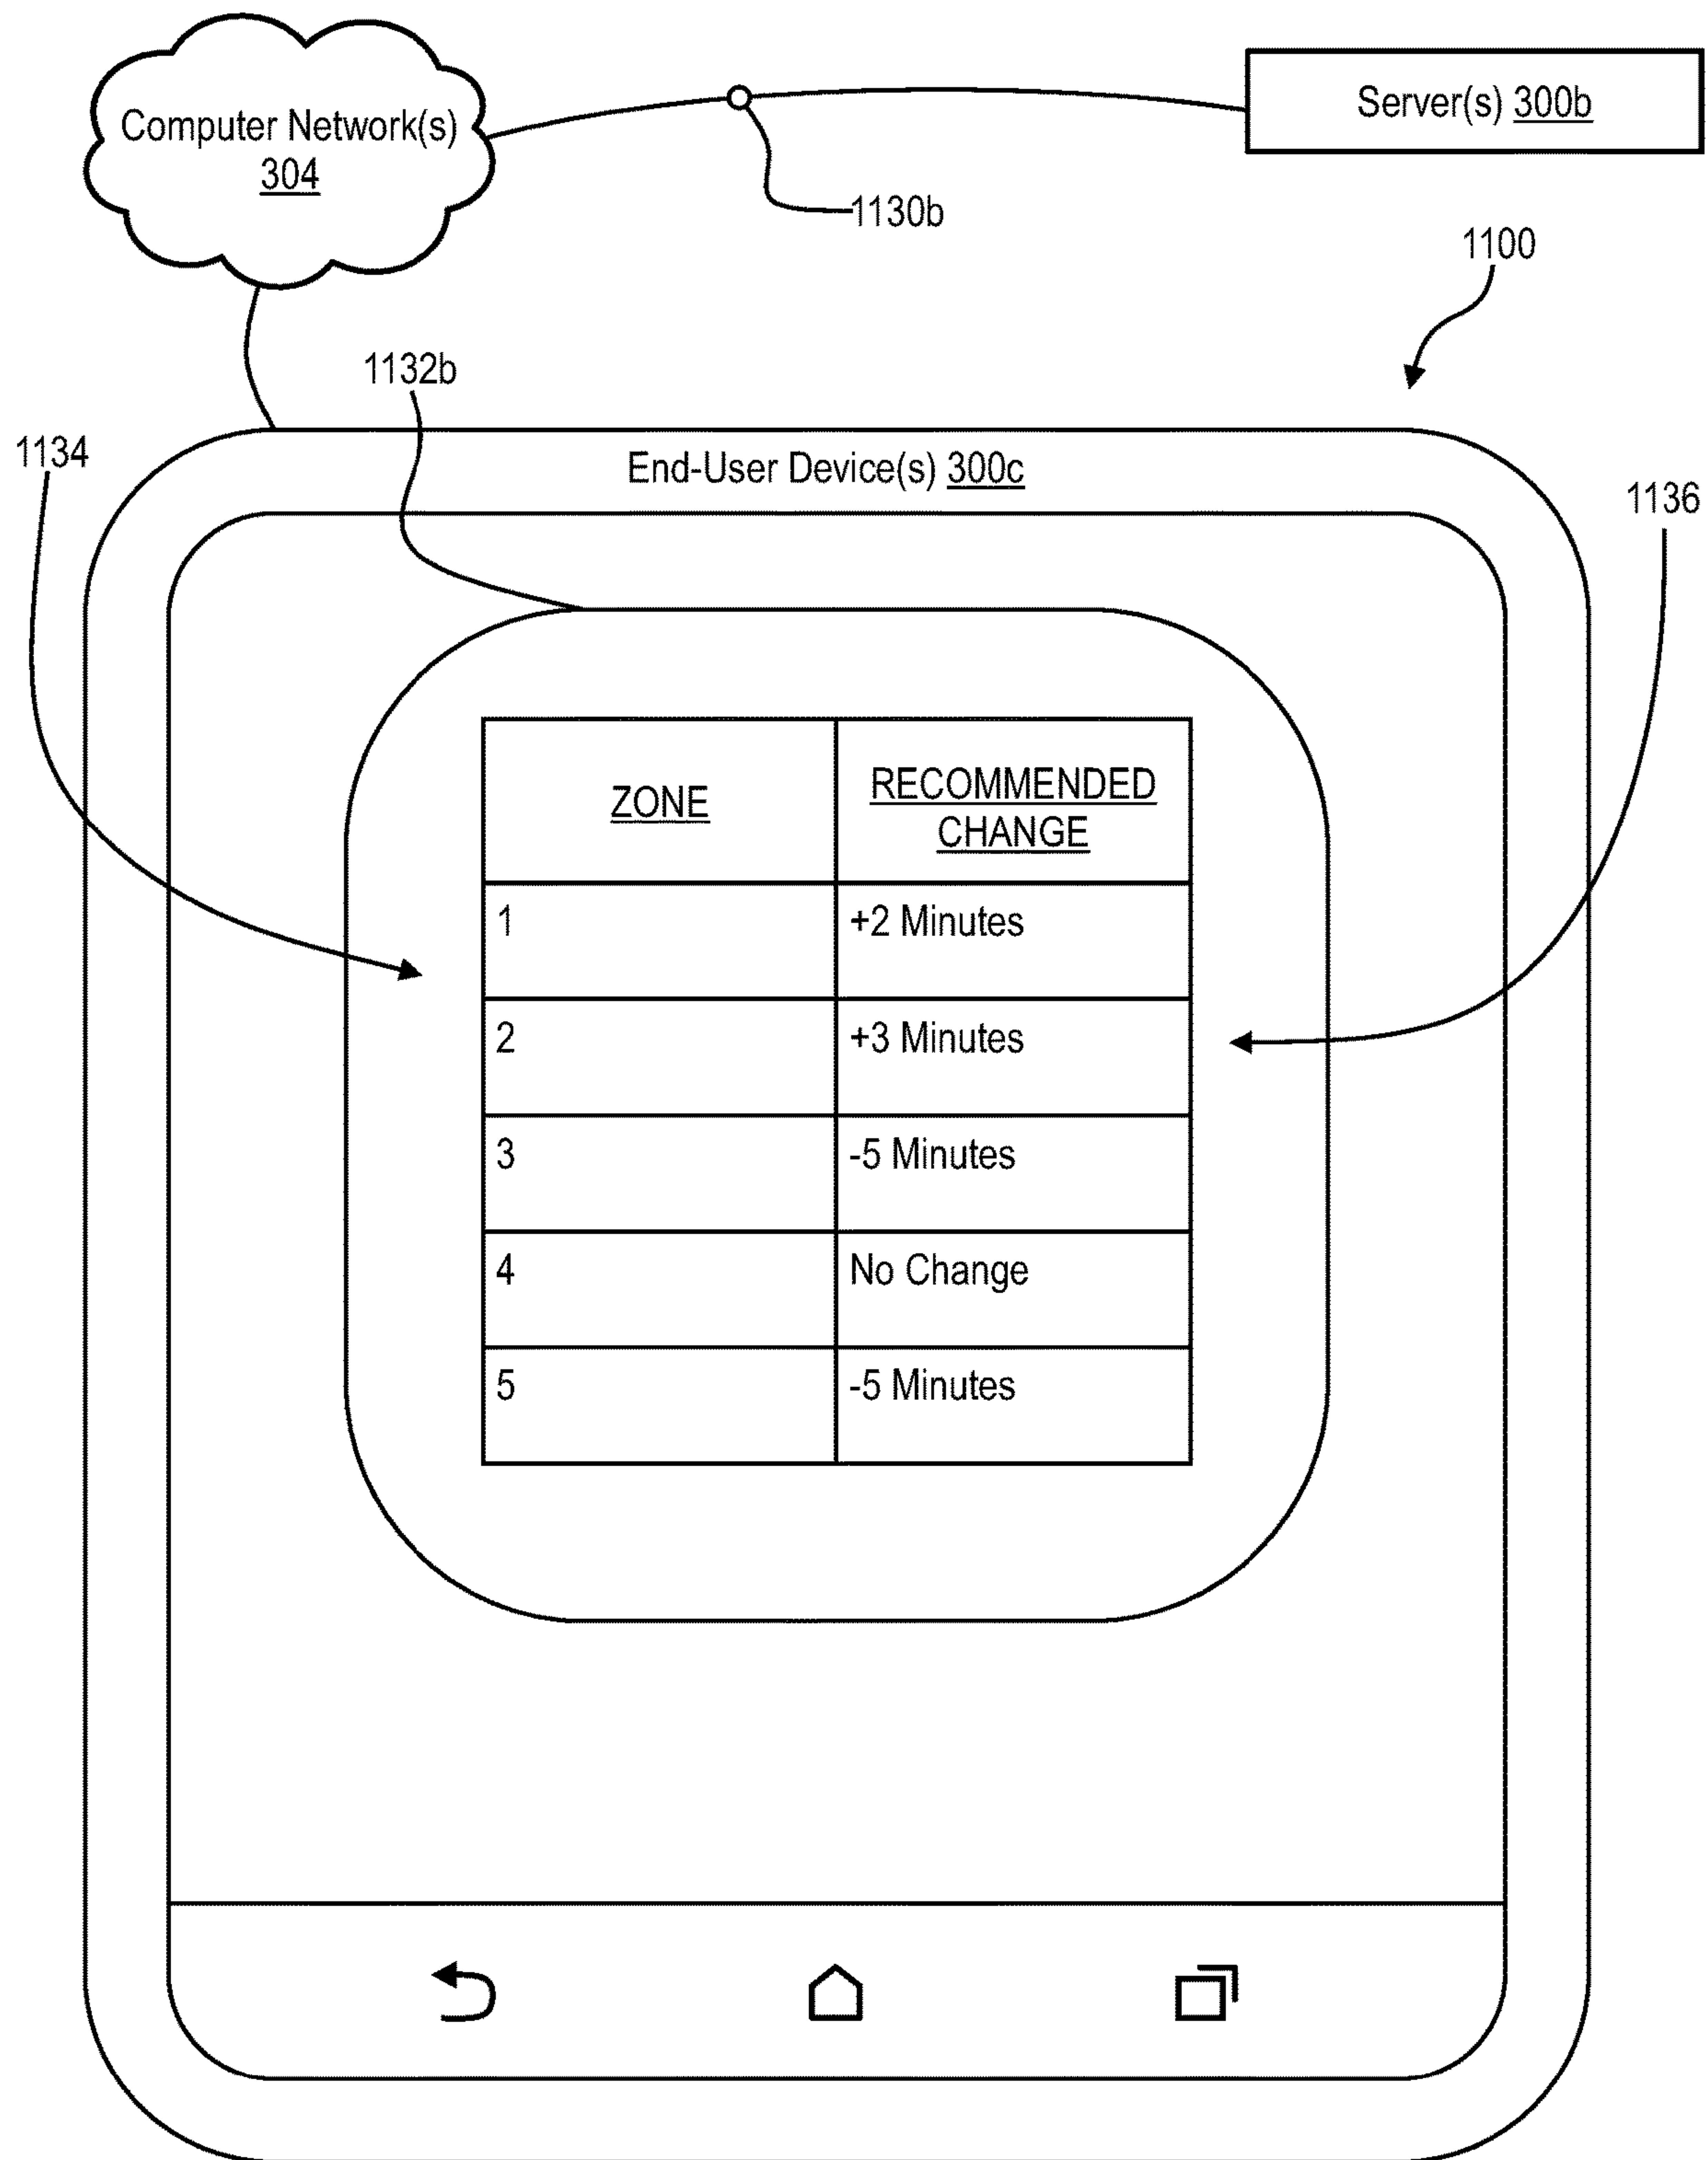 Computer Network(s)
304
Server(s) 300b
1130b
1100
1132b
1134
End-User Device(s) 300c
1136
ZONE
RECOMMENDED
CHANGE
1
+2 Minutes
2
+3 Minutes
3
-5 Minutes
4
No Change
5
-5 Minutes